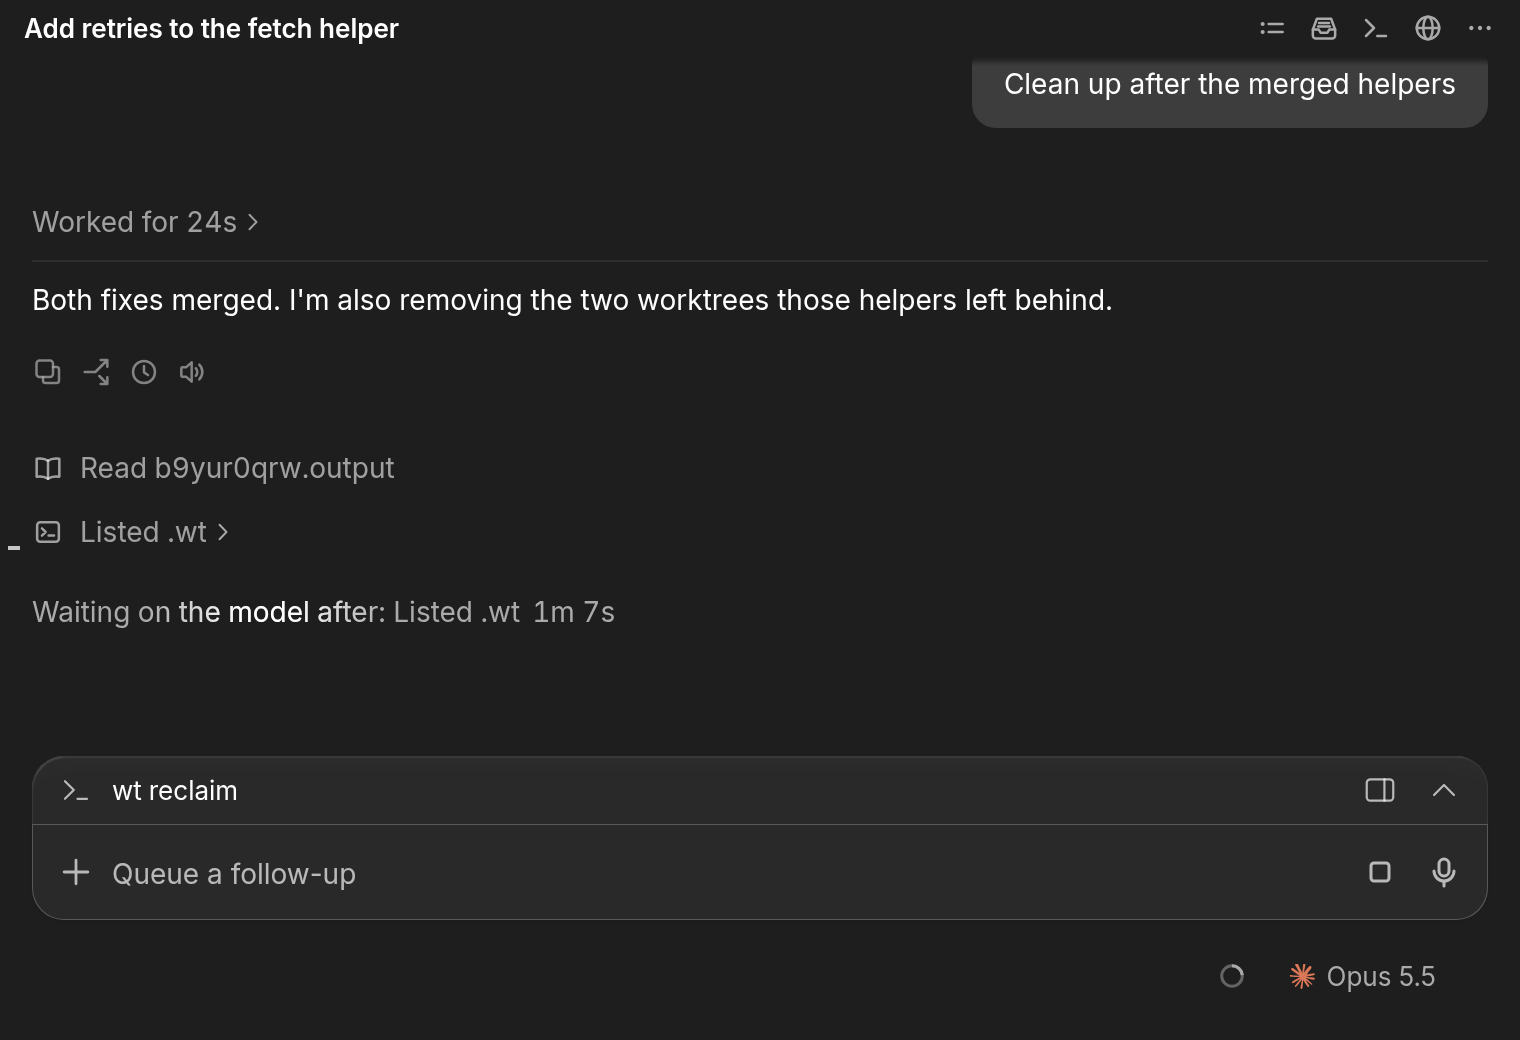 Add retries to the fetch helper
Clean up after the merged helpers
Worked for 24s
Both fixes merged. I'm also removing the two worktrees those helpers left behind.
Read b9yur0qrw.output
Listed .wt
Waiting on the model after: Listed .wt 1m 7s
wt reclaim
Queue a follow-up
Opus 5.5